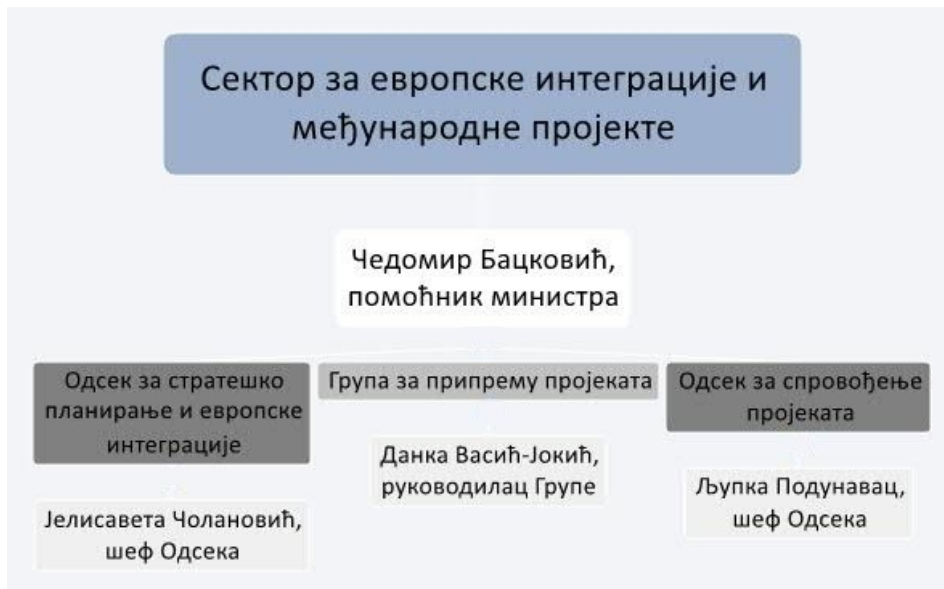 Сектор за европске интеграције и
међународне пројекте
Чедомир Бацковић,
помоћник министра
Одсек за стратешко
планирање и европске
интеграције
Јелисавета Чолановић,
шеф Одсека
Група за припрему пројеката
Данка Васић-Јокић,
руководилац Групе
Одсек за спровођење
пројеката
Љупка Подунавац,
шеф Одсека